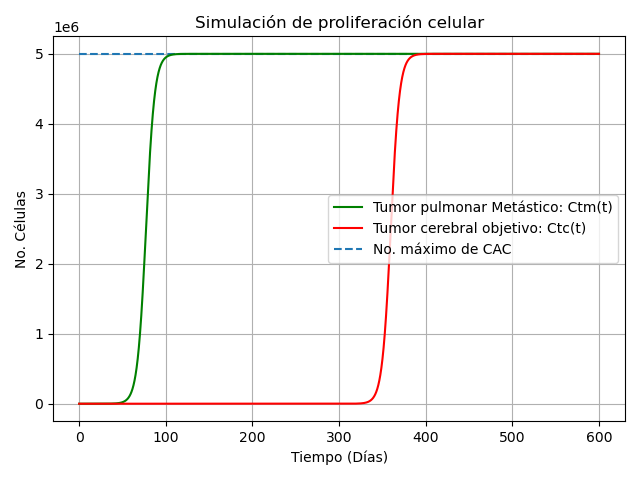 Simulación de proliferación celular
1e6
5
4
3
2
1
0
No. Células
Tumor pulmonar Metástico: Ctm(t)
Tumor cerebral objetivo: Ctc(t)
No. máximo de CAC
0 100 200 300 400 500 600
Tiempo (Días)